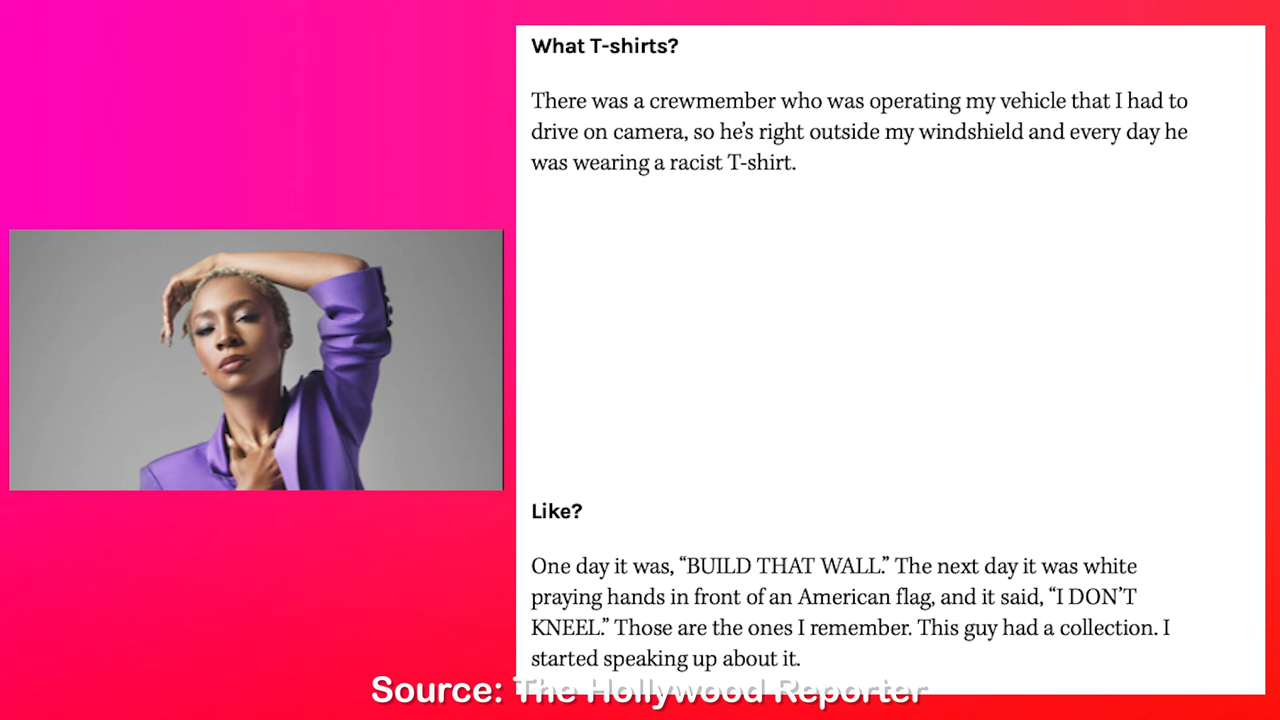 What T-shirts?
There was a crewmember who was operating my vehicle that I had to
drive on camera, so he’s right outside my windshield and every day he
was wearing a racist T-shirt.
Like?
One day it was, “BUILD THAT WALL.” The next day it was white
praying hands in front of an American flag, and it said, “I DON’T
KNEEL.” Those are the ones I remember. This guy had a collection. I
started speaking up about it.
Source: The Hollywood Reporter